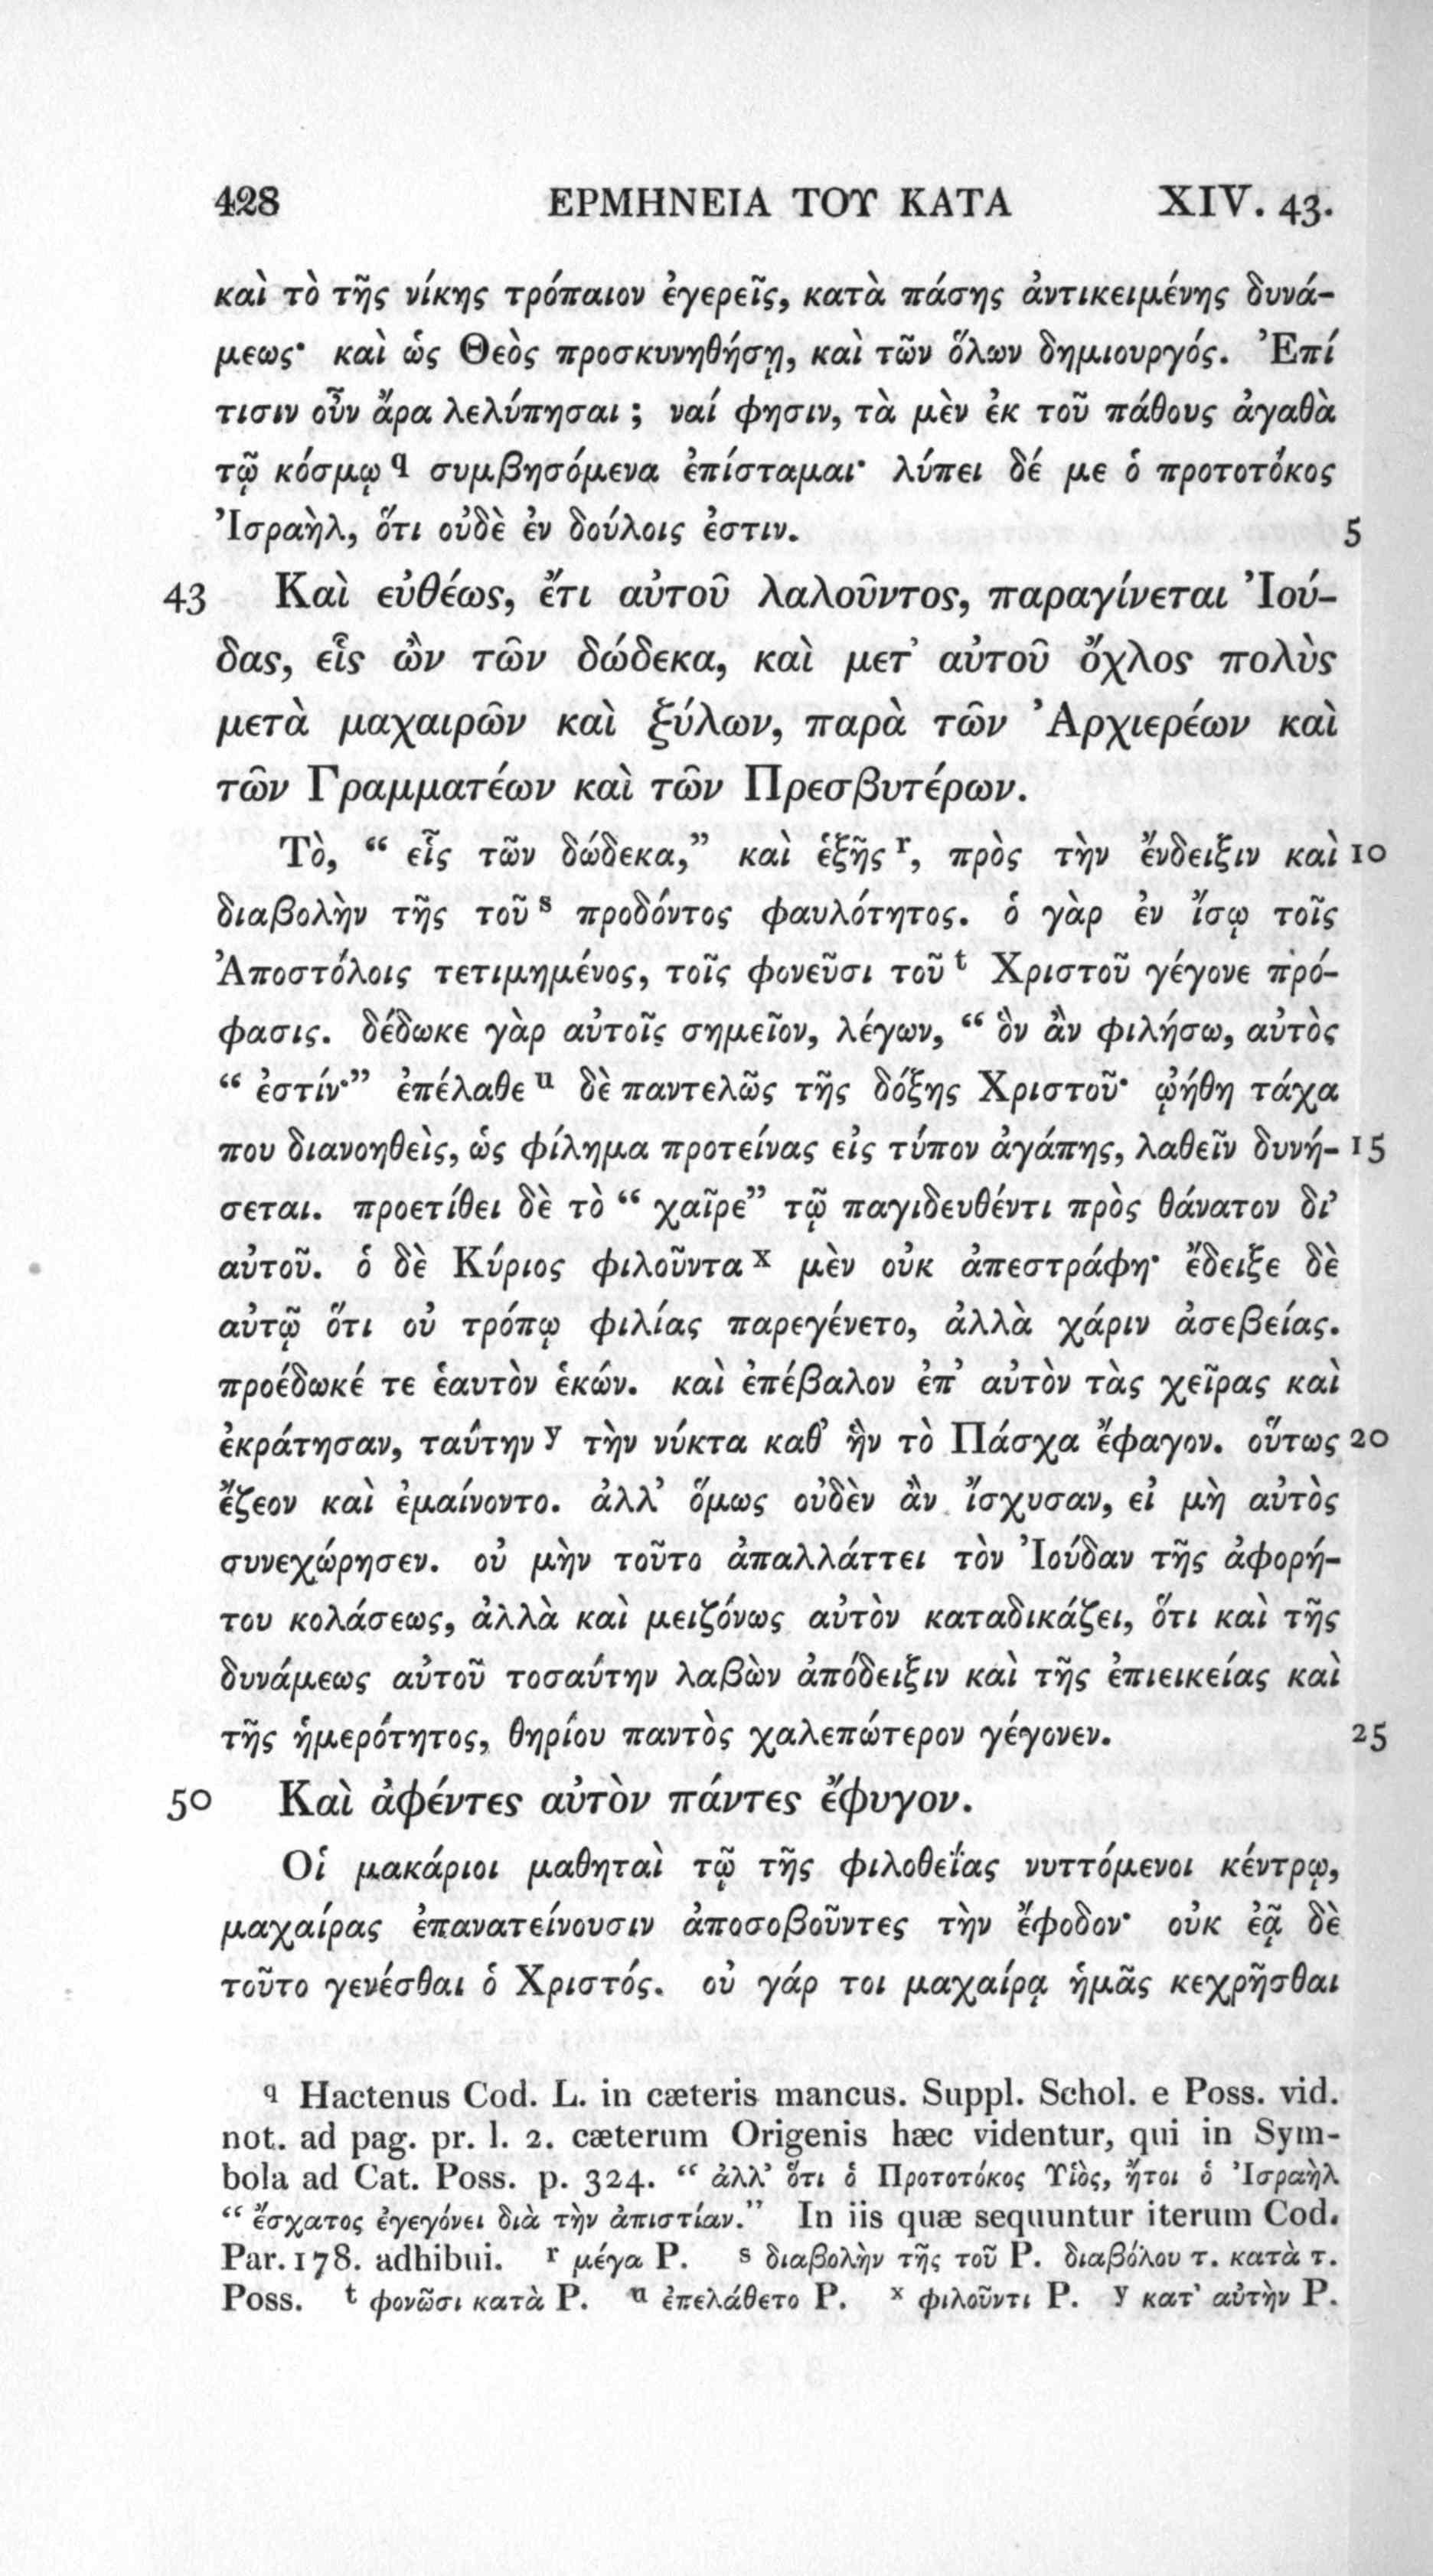 428 ΕΡΜΗΝΕΙΑ ΤΟΥ ΚΑΤΑ XIV. 43.
καὶ τὸ τῆς νίκης τρόπαιον ἐγερεῖς, κατὰ πάσης ἀντικειμένης δυνά-
μεως· καὶ ὡς Θεὸς προσκυνηθήσῃ, καὶ τῶν ὅλων δημιουργός. Ἐπί
τισιν οὖν ἄρα λελύπησαι ; ναί φησιν, τὰ μὲν ἐκ τοῦ πάθους ἀγαθὰ
τῷ κόσμῳ q συμβησόμενα ἐπίσταμαι· λύπει δέ με ὁ προτοτόκος
Ἰσραὴλ, ὅτι οὐδὲ ἐν δούλοις ἐστιν. 5
43 Καὶ εὐθέως, ἔτι αὐτοῦ λαλοῦντος, παραγίνεται Ἰού-
δας, εἷς ὢν τῶν δώδεκα, καὶ μετ’ αὐτοῦ ὄχλος πολὺς
μετὰ μαχαιρῶν καὶ ξύλων, παρὰ τῶν Ἀρχιερέων καὶ
τῶν Γραμματέων καὶ τῶν Πρεσβυτέρων.
Τὸ, “ εἷς τῶν δώδεκα,” καὶ ἑξῆς r, πρὸς τὴν ἔνδειξιν καὶ 10
διαβολὴν τῆς τοῦ s προδόντος φαυλότητος. ὁ γὰρ ἐν ἴσῳ τοῖς
Ἀποστόλοις τετιμημένος, τοῖς φονεῦσι τοῦ t Χριστοῦ γέγονε πρό-
φασις. δέδωκε γὰρ αὐτοῖς σημεῖον, λέγων, “ ὃν ἂν φιλήσω, αὐτὸς
“ ἐστίν·” ἐπέλαθε u δὲ παντελῶς τῆς δόξης Χριστοῦ· ᾠήθη τάχα
που διανοηθεὶς, ὡς φίλημα προτείνας εἰς τύπον ἀγάπης, λαθεῖν δυνή- 15
σεται. προετίθει δὲ τὸ “ χαῖρε” τῷ παγιδευθέντι πρὸς θάνατον δι’
αὐτοῦ. ὁ δὲ Κύριος φιλοῦντα x μὲν οὐκ ἀπεστράφη· ἔδειξε δὲ
αὐτῷ ὅτι οὐ τρόπῳ φιλίας παρεγένετο, ἀλλὰ χάριν ἀσεβείας.
προέδωκέ τε ἑαυτὸν ἑκών. καὶ ἐπέβαλον ἐπ’ αὐτὸν τὰς χεῖρας καὶ
ἐκράτησαν, ταύτην y τὴν νύκτα καθ’ ἣν τὸ Πάσχα ἔφαγον. οὕτως 20
ἔζεον καὶ ἐμαίνοντο. ἀλλ’ ὅμως οὐδὲν ἂν ἴσχυσαν, εἰ μὴ αὐτὸς
συνεχώρησεν. οὐ μὴν τοῦτο ἀπαλλάττει τὸν Ἰούδαν τῆς ἀφορή-
του κολάσεως, ἀλλὰ καὶ μειζόνως αὐτὸν καταδικάζει, ὅτι καὶ τῆς
δυνάμεως αὐτοῦ τοσαύτην λαβὼν ἀπόδειξιν καὶ τῆς ἐπιεικείας καὶ
τῆς ἡμερότητος, θηρίου παντὸς χαλεπώτερον γέγονεν. 25
50 Καὶ ἀφέντες αὐτὸν πάντες ἔφυγον.
Οἱ μακάριοι μαθηταὶ τῷ τῆς φιλοθεΐας νυττόμενοι κέντρῳ,
μαχαίρας ἐπανατείνουσιν ἀποσοβοῦντες τὴν ἔφοδον· οὐκ ἐᾷ δὲ
τοῦτο γενέσθαι ὁ Χριστός. οὐ γάρ τοι μαχαίρᾳ ἡμᾶς κεχρῆσθαι
q Hactenus Cod. L. in cæteris mancus. Suppl. Schol. e Poss. vid.
not. ad pag. pr. l. 2. cæterum Origenis hæc videntur, qui in Sym-
bola ad Cat. Poss. p. 324. “ ἀλλ’ ὅτι ὁ Προτοτόκος Υἱὸς, ἤτοι ὁ Ἰσραὴλ
“ ἔσχατος ἐγεγόνει διὰ τὴν ἀπιστίαν.” In iis quæ sequuntur iterum Cod.
Par. 178. adhibui. r μέγα P. s διαβολὴν τῆς τοῦ P. διαβόλου τ. κατὰ τ.
Poss. t φονῶσι κατὰ P. u ἐπελάθετο P. x φιλοῦντι P. y κατ’ αὐτὴν P.